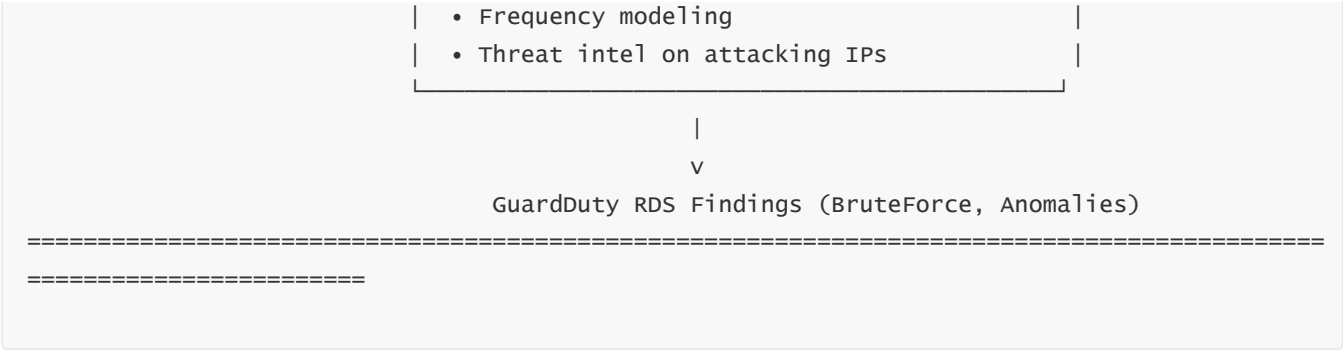 |  • Frequency modeling                         |
|  • Threat intel on attacking IPs              |
└─────────────────────────────────────────────┘
|
v
GuardDuty RDS Findings (BruteForce, Anomalies)
============================================================================================
========================